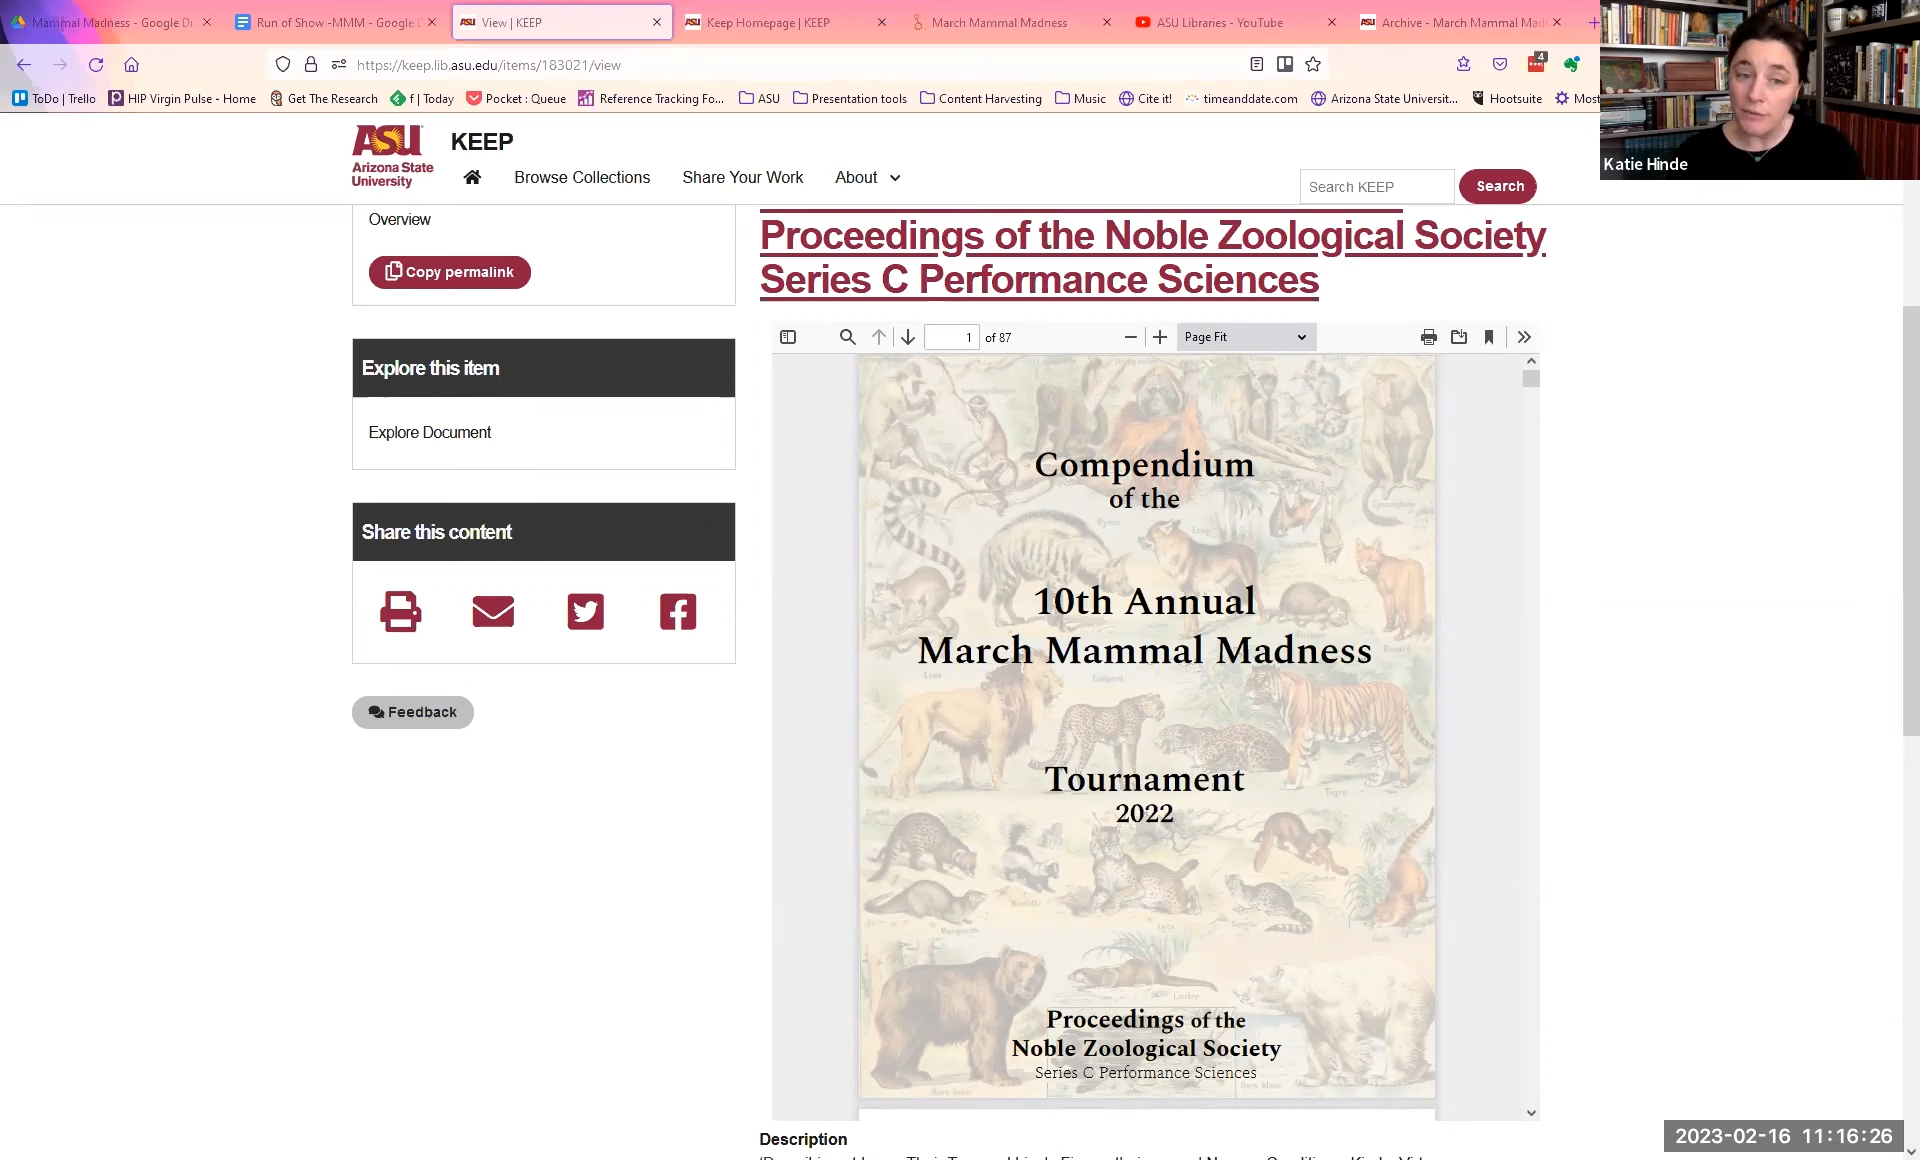 Mammal Madness - Google Dr
Run of Show -MMM - Google D
View | KEEP
Keep Homepage | KEEP
March Mammal Madness
ASU Libraries - YouTube
Archive - March Mammal Mad
https://keep.lib.asu.edu/items/183021/view
4
ToDo | Trello
HIP Virgin Pulse - Home
Get The Research
f | Today
Pocket : Queue
Reference Tracking Fo...
ASU
Presentation tools
Content Harvesting
Music
Cite it!
timeanddate.com
Arizona State Universit...
Hootsuite
Most
Katie Hinde
ASU
Arizona State
University
KEEP
Browse Collections
Share Your Work
About
Search KEEP
Search
Overview
Copy permalink
Explore this item
Explore Document
Share this content
Feedback
Proceedings of the Noble Zoological Society
Series C Performance Sciences
1 of 87
Page Fit
Compendium
of the
10th Annual
March Mammal Madness
Tournament
2022
Proceedings of the
Noble Zoological Society
Series C Performance Sciences
Description
2023-02-16 11:16:26